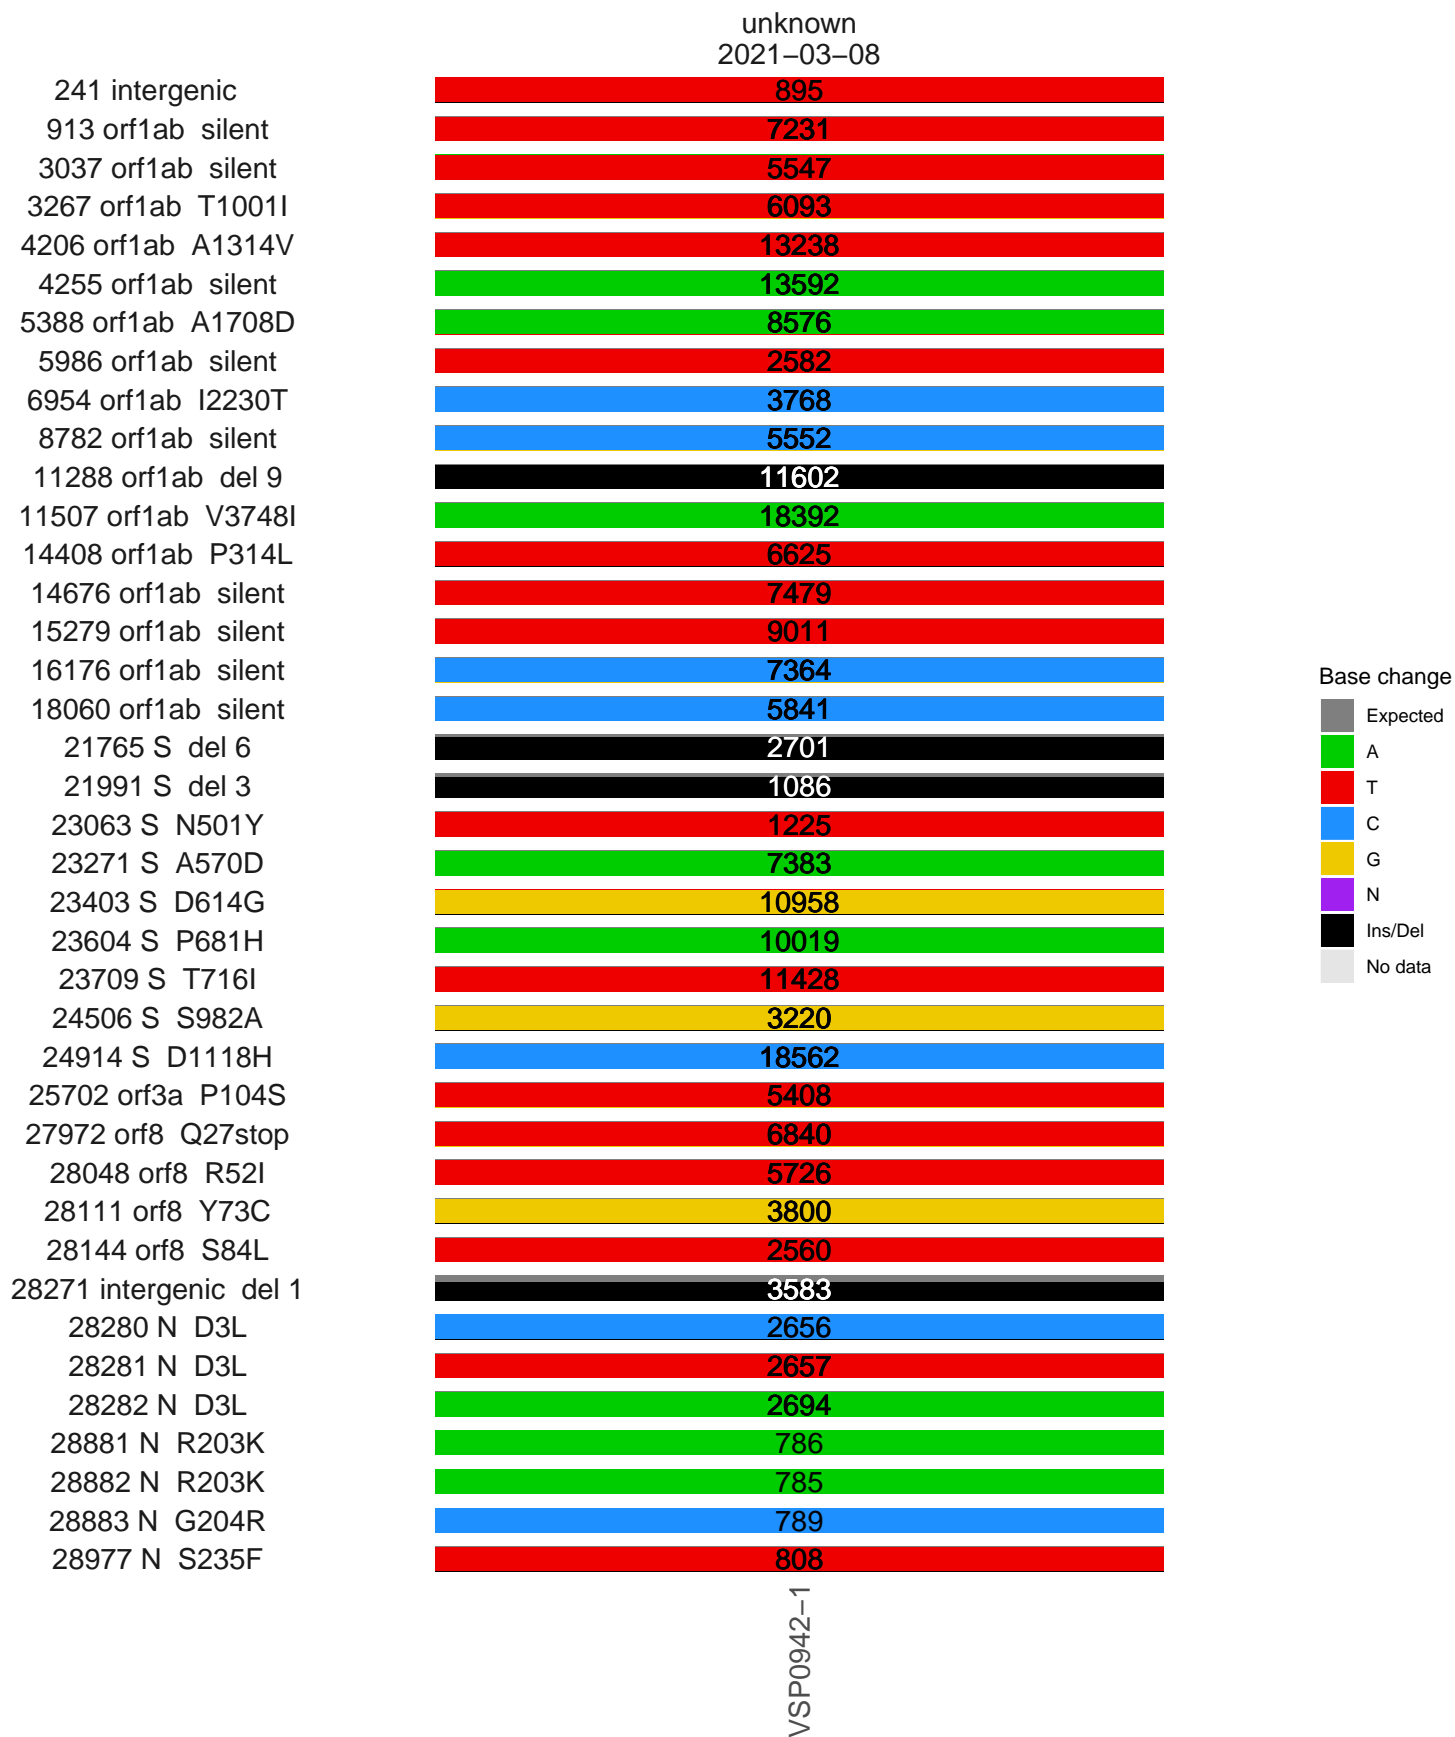 unknown
2021−03−08
241 intergenic 895
913 orf1ab silent 7231
3037 orf1ab silent 5547
3267 orf1ab T1001I 6093
4206 orf1ab A1314V 13238
4255 orf1ab silent 13592
5388 orf1ab A1708D 8576
5986 orf1ab silent 2582
6954 orf1ab I2230T 3768
8782 orf1ab silent 5552
11288 orf1ab del 9 11602
11507 orf1ab V3748I 18392
14408 orf1ab P314L 6625
14676 orf1ab silent 7479
15279 orf1ab silent 9011
16176 orf1ab silent 7364
18060 orf1ab silent 5841
21765 S del 6 2701
21991 S del 3 1086
23063 S N501Y 1225
23271 S A570D 7383
23403 S D614G 10958
23604 S P681H 10019
23709 S T716I 11428
24506 S S982A 3220
24914 S D1118H 18562
25702 orf3a P104S 5408
27972 orf8 Q27stop 6840
28048 orf8 R52I 5726
28111 orf8 Y73C 3800
28144 orf8 S84L 2560
28271 intergenic del 1 3583
28280 N D3L 2656
28281 N D3L 2657
28282 N D3L 2694
28881 N R203K 786
28882 N R203K 785
28883 N G204R 789
28977 N S235F 808
VSP0942−1
Base change
Expected
A
T
C
G
N
Ins/Del
No data